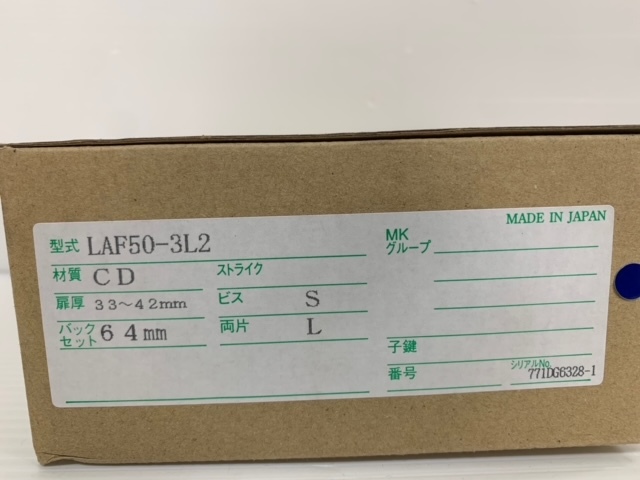 MADE IN JAPAN
型式 LAF50-3L2
材質 CD
扉厚 33～42mm
バックセット 64mm
ストライク
ビス S
両片 L
MKグループ
子鍵
番号
シリアルNo.
771DG6328-1